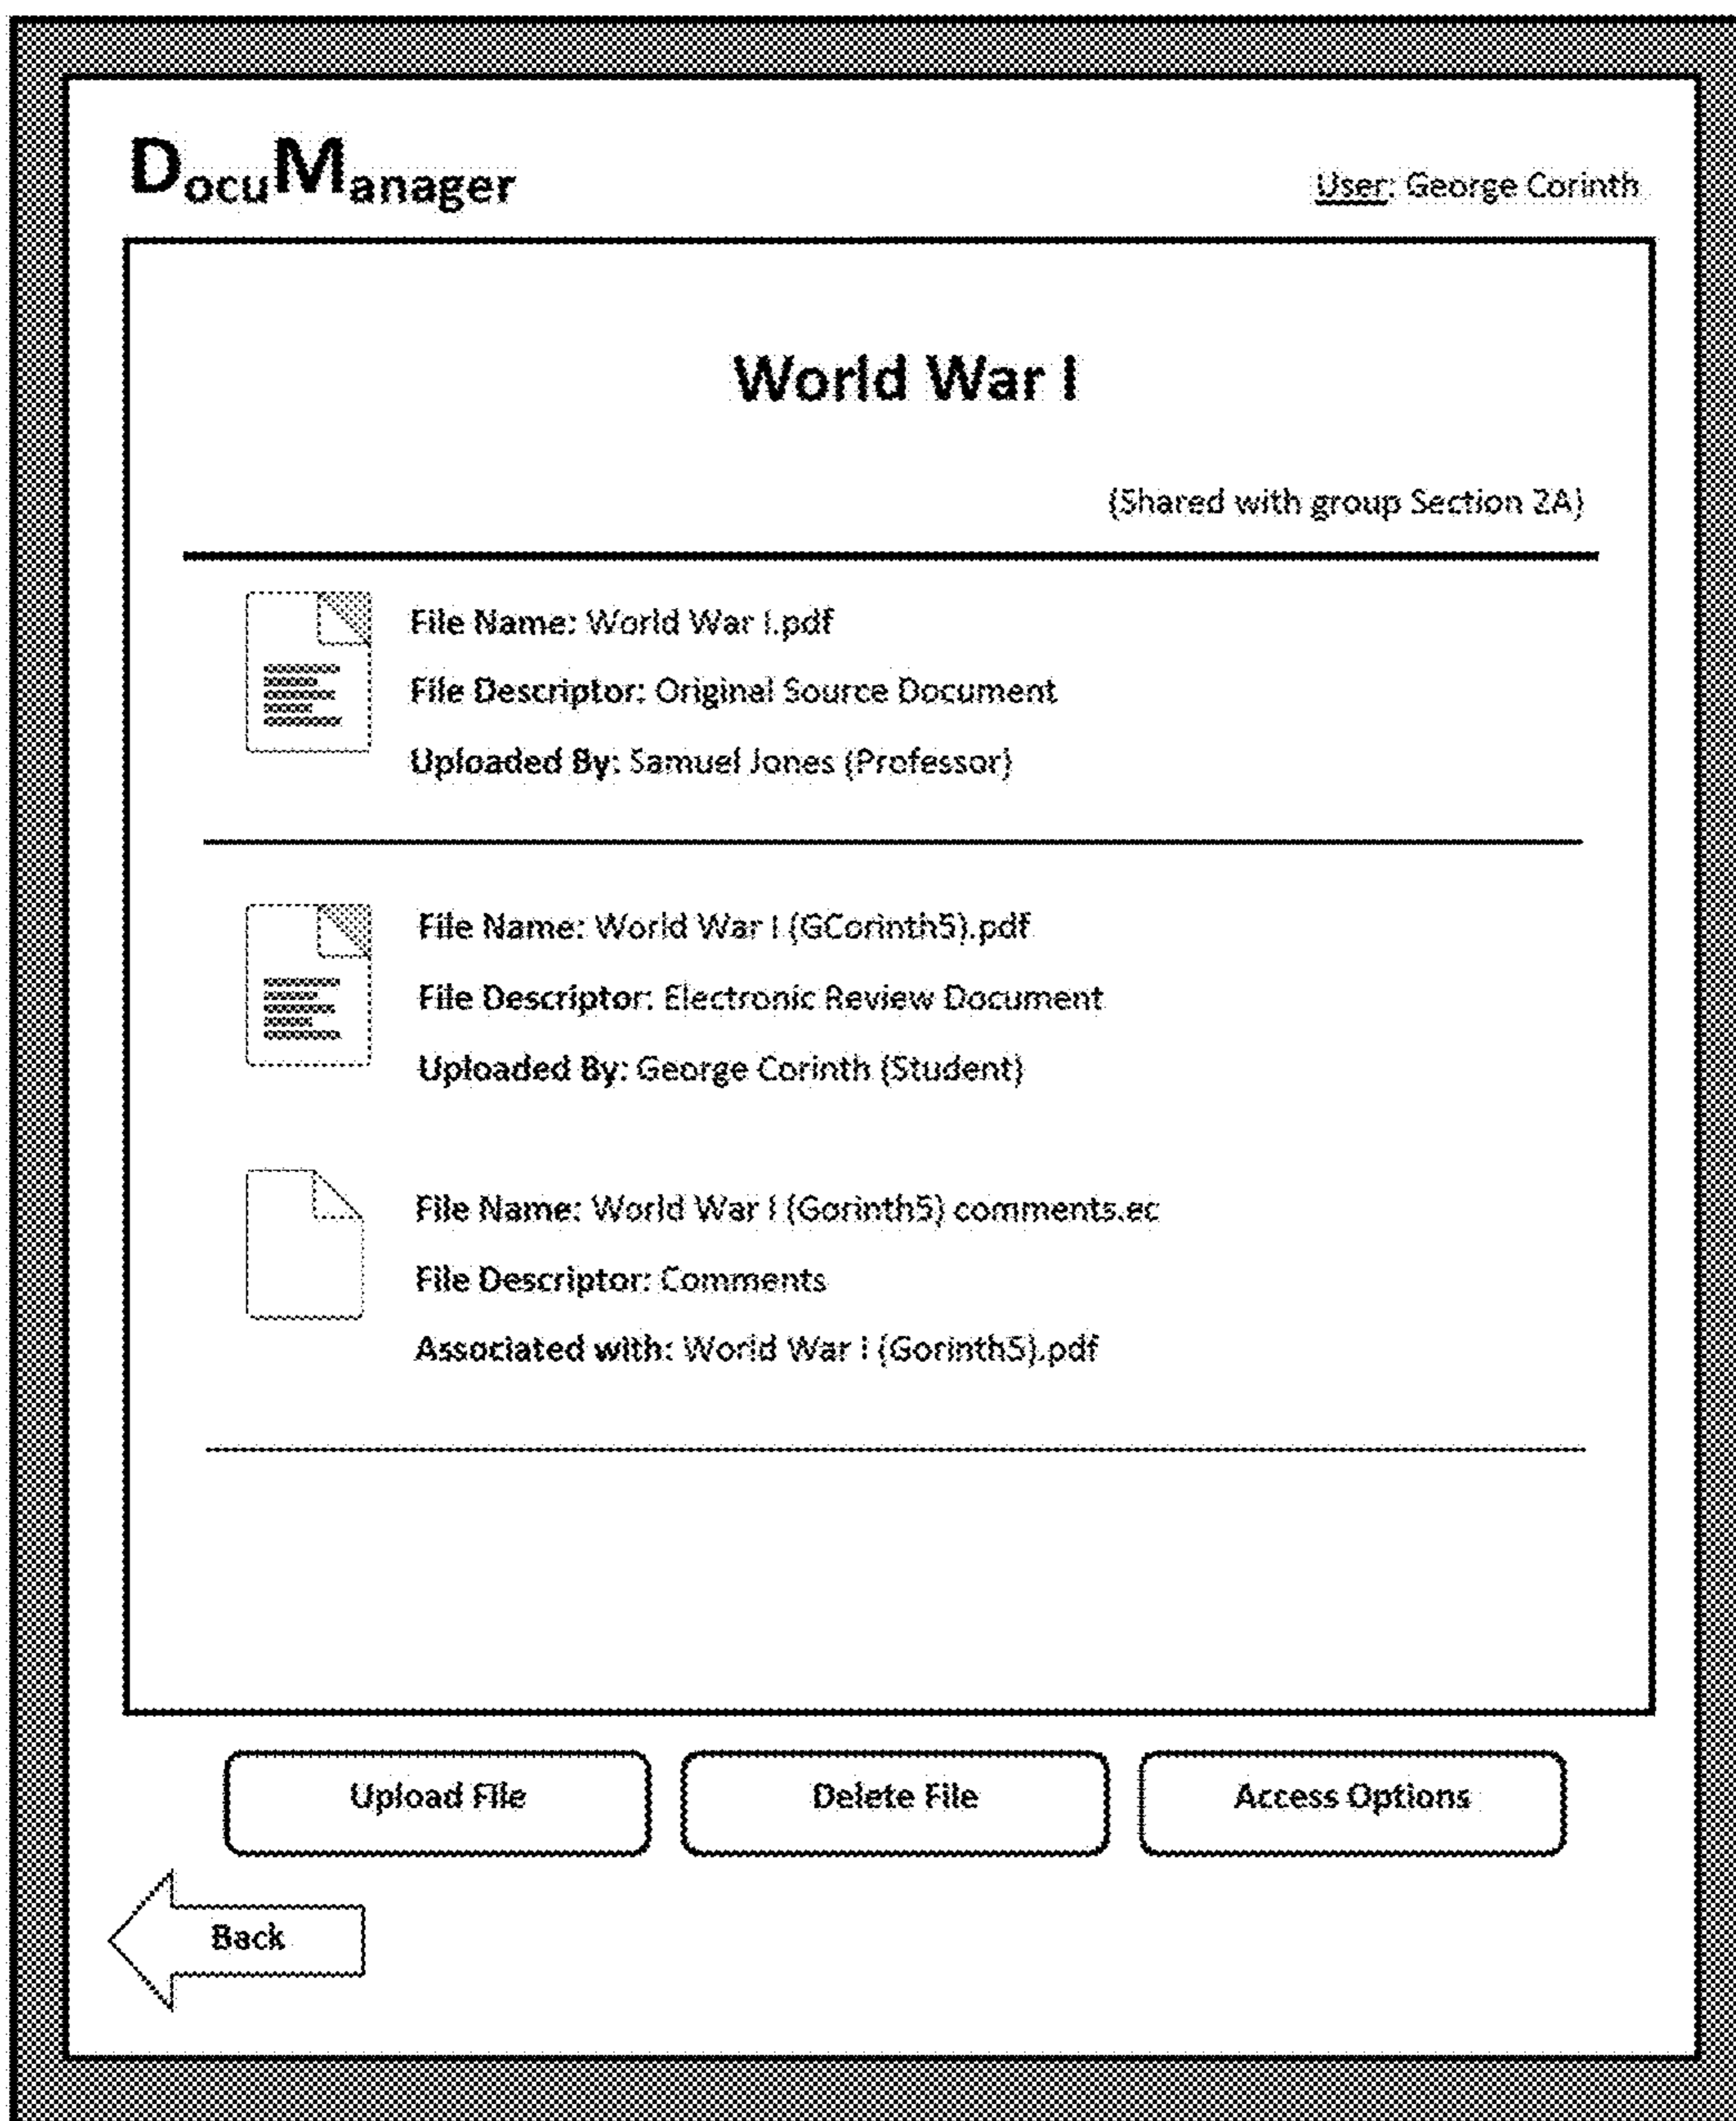 DocuManager
User: George Corinth
World War I
(Shared with group Section 2A)
File Name: World War I.pdf
File Descriptor: Original Source Document
Uploaded By: Samuel Jones (Professor)
File Name: World War I (GCorinth5).pdf
File Descriptor: Electronic Review Document
Uploaded By: George Corinth (Student)
File Name: World War I (Gorinth5) comments.ec
File Descriptor: Comments
Associated with: World War I (Gorinth5).pdf
Upload File
Delete File
Access Options
Back